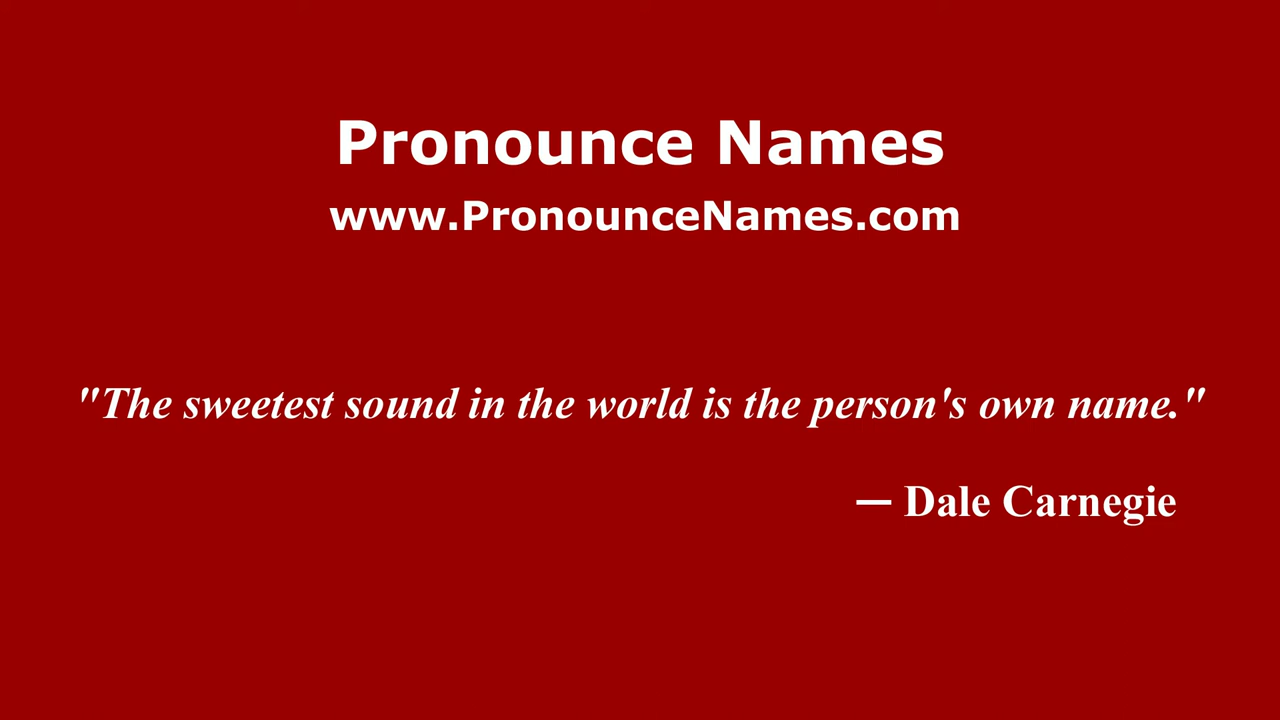 Pronounce Names
www.PronounceNames.com
"The sweetest sound in the world is the person's own name."
— Dale Carnegie